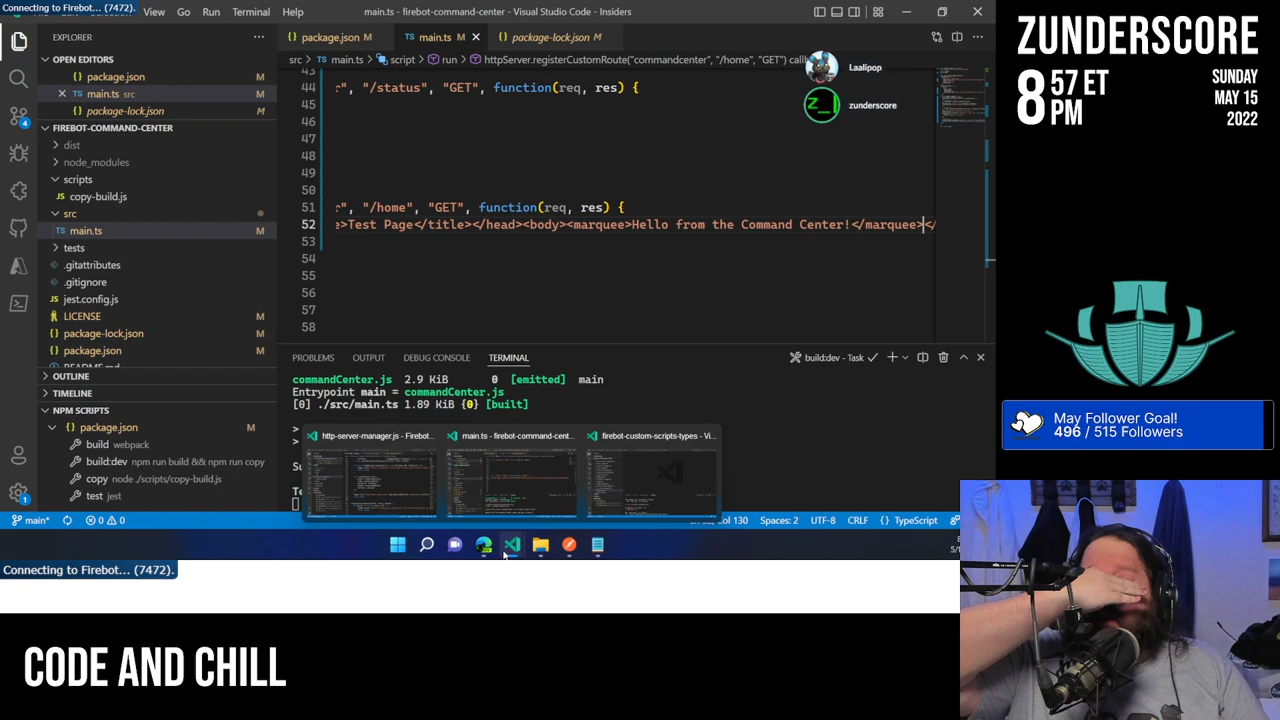 Connecting to Firebot... (7472).
View Go Run Terminal Help
main.ts - firebot-command-center - Visual Studio Code - Insiders
EXPLORER
OPEN EDITORS
package.json M
main.ts src M
package-lock.json M
FIREBOT-COMMAND-CENTER
dist
node_modules
scripts
copy-build.js
src
main.ts M
tests
.gitattributes
.gitignore
jest.config.js
LICENSE M
package-lock.json M
package.json M
OUTLINE
TIMELINE
NPM SCRIPTS
package.json M
build webpack
build:dev npm run build && npm run copy
copy node ./scripts/copy-build.js
test jest
package.json M
main.ts M
package-lock.json M
src > main.ts > script > run > httpServer.registerCustomRoute("commandcenter", "/home", "GET") call
43
44 r", "/status", "GET", function(req, res) {
45
46
47
48
49
50
51 r", "/home", "GET", function(req, res) {
52 e>Test Page</title></head><body><marquee>Hello from the Command Center!</marquee></
53
54
55
56
57
58
Laalipop
zunderscore
PROBLEMS OUTPUT DEBUG CONSOLE TERMINAL
build:dev - Task
commandCenter.js 2.9 KiB 0 [emitted] main
Entrypoint main = commandCenter.js
[0] ./src/main.ts 1.89 KiB {0} [built]
>
>
http-server-manager.js - Firebot...
main.ts - firebot-command-cent...
firebot-custom-scripts-types - Vi...
main*
0 0
Col 130
Spaces: 2
UTF-8
CRLF
{} TypeScript
Connecting to Firebot... (7472).
ZUNDERSCORE
8 57 ET
PM
SUNDAY
MAY 15
2022
May Follower Goal!
496 / 515 Followers
CODE AND CHILL